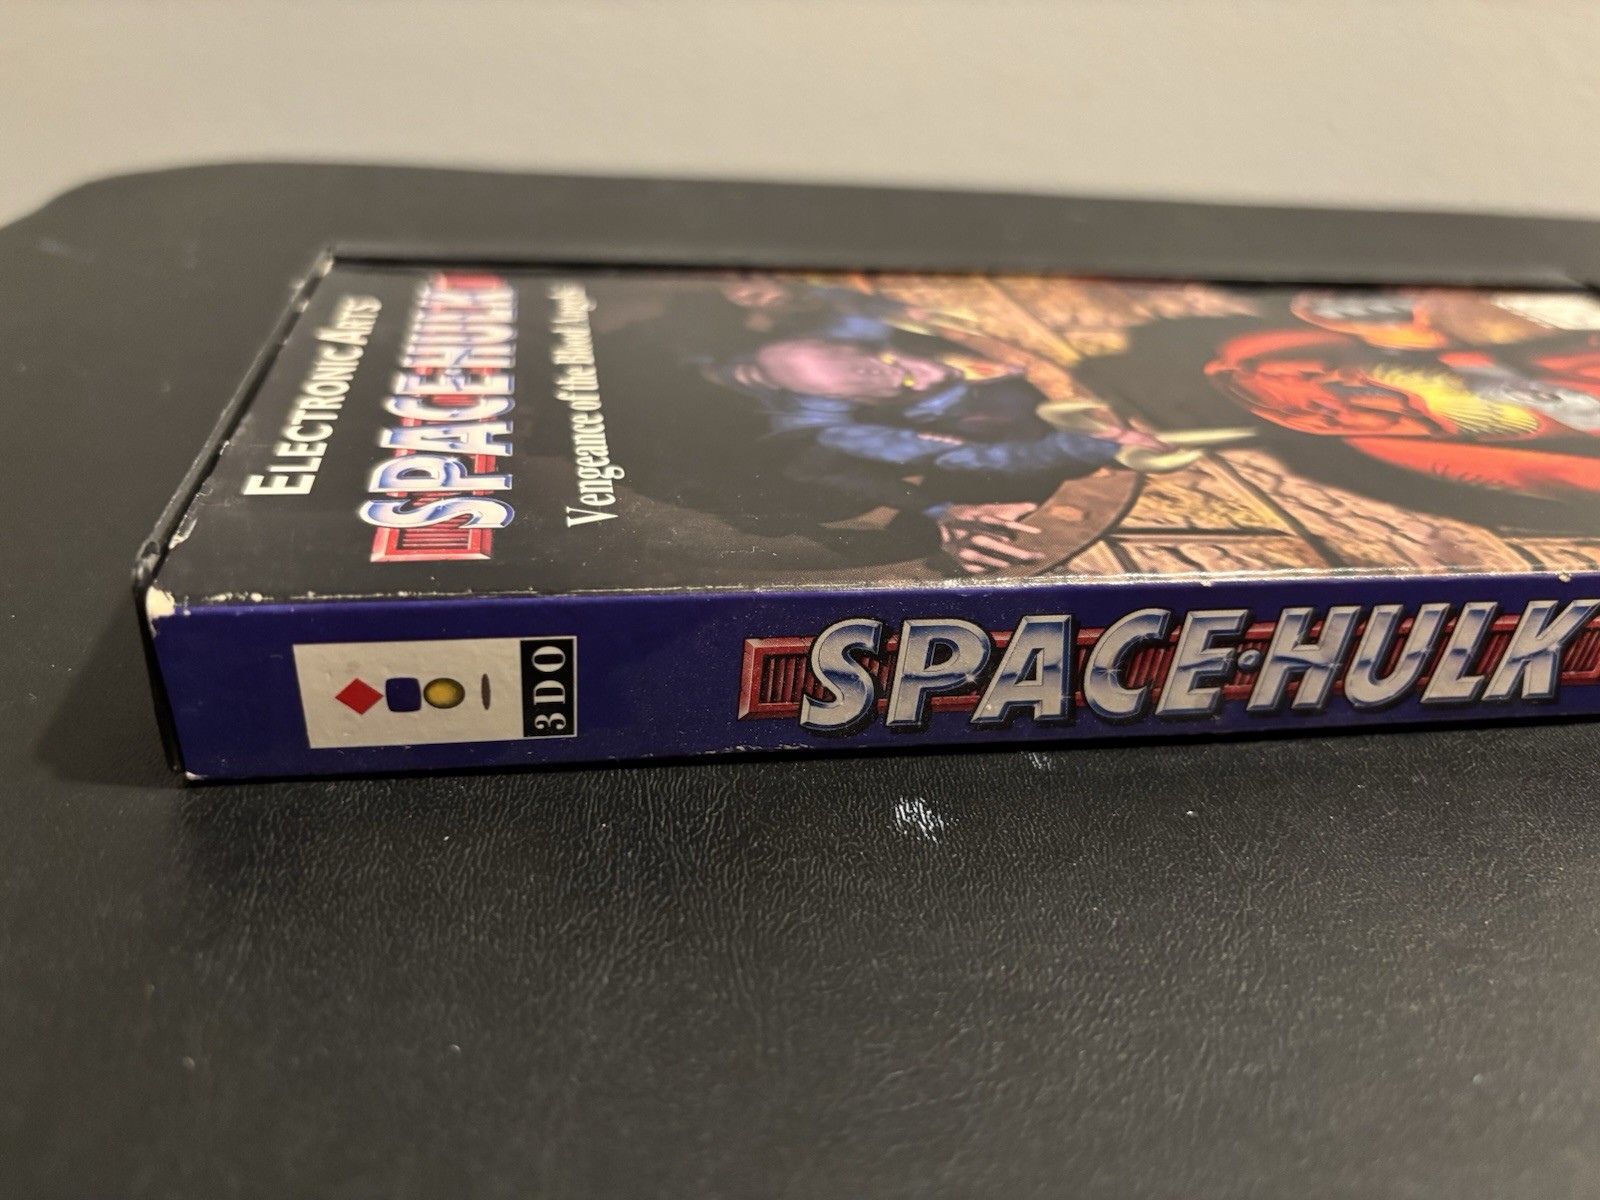 ELECTRONIC ARTS
SPACE·HULK
Vengeance of the Blood Angels
3DO
SPACE·HULK